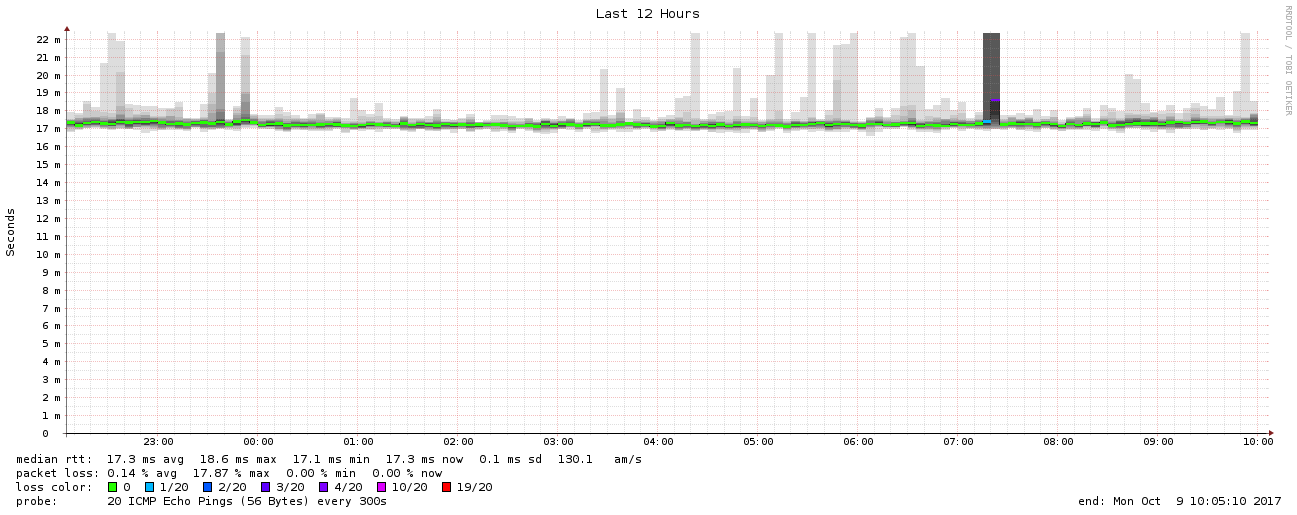 Last 12 Hours
RRDTOOL / TOBI OETIKER
Seconds
22 m
21 m
20 m
19 m
18 m
17 m
16 m
15 m
14 m
13 m
12 m
11 m
10 m
9 m
8 m
7 m
6 m
5 m
4 m
3 m
2 m
1 m
0
23:00 00:00 01:00 02:00 03:00 04:00 05:00 06:00 07:00 08:00 09:00 10:00
median rtt: 17.3 ms avg 18.6 ms max 17.1 ms min 17.3 ms now 0.1 ms sd 130.1 am/s
packet loss: 0.14 % avg 17.87 % max 0.00 % min 0.00 % now
loss color: 0 1/20 2/20 3/20 4/20 10/20 19/20
probe: 20 ICMP Echo Pings (56 Bytes) every 300s end: Mon Oct 9 10:05:10 2017